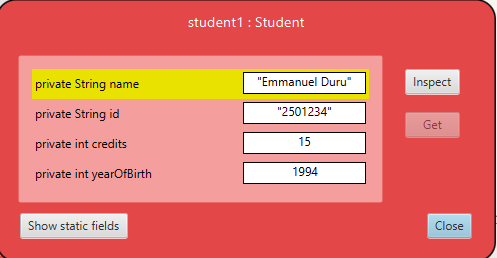 student1 : Student
private String name "Emmanuel Duru"
Inspect
private String id "2501234"
Get
private int credits 15
private int yearOfBirth 1994
Show static fields
Close